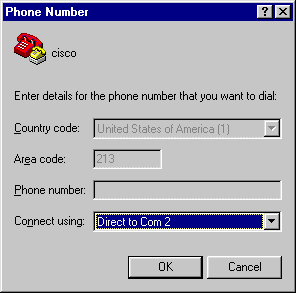 Phone Number
cisco
Enter details for the phone number that you want to dial:
Country code: United States of America (1)
Area code: 213
Phone number:
Connect using: Direct to Com 2
OK Cancel